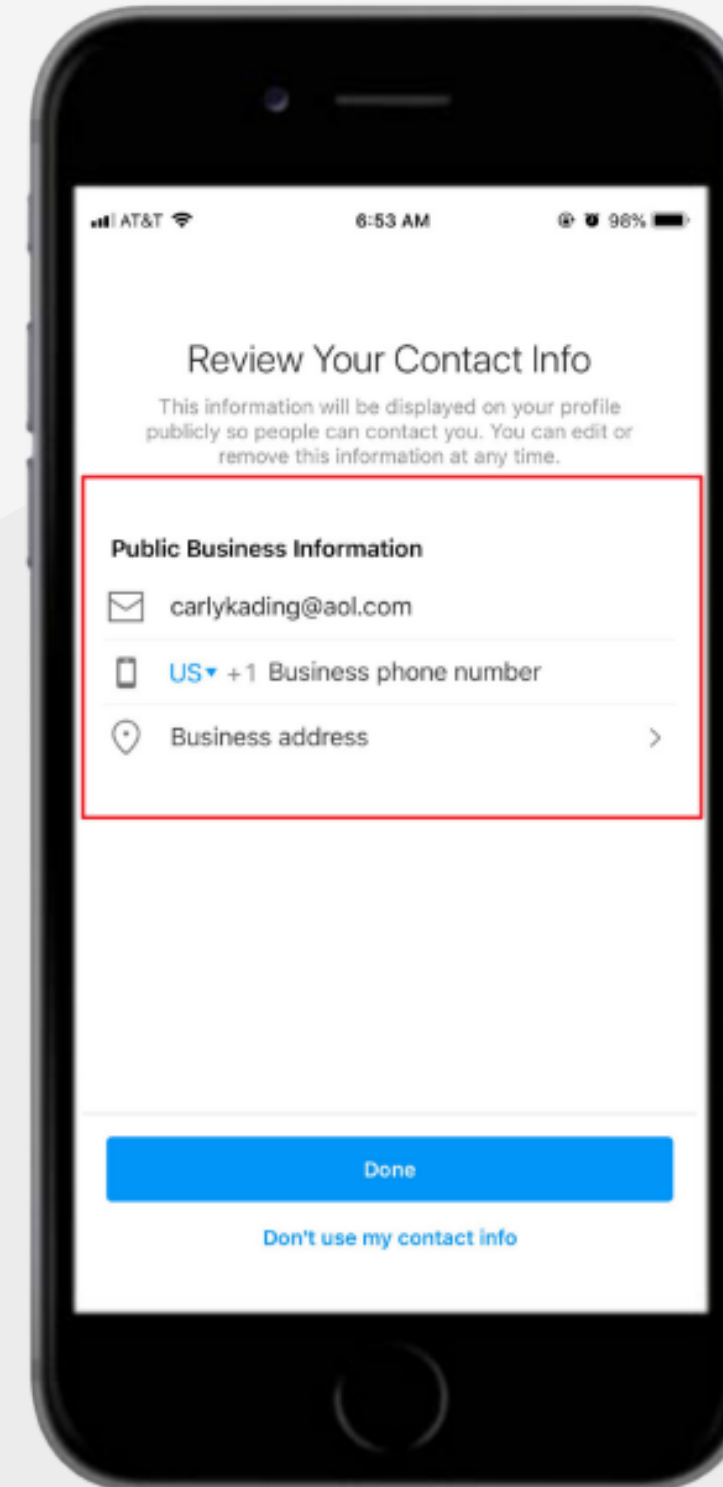 AT&T 6:53 AM 98%
Review Your Contact Info
This information will be displayed on your profile
publicly so people can contact you. You can edit or
remove this information at any time.
Public Business Information
carlykading@aol.com
US +1 Business phone number
Business address
Done
Don't use my contact info